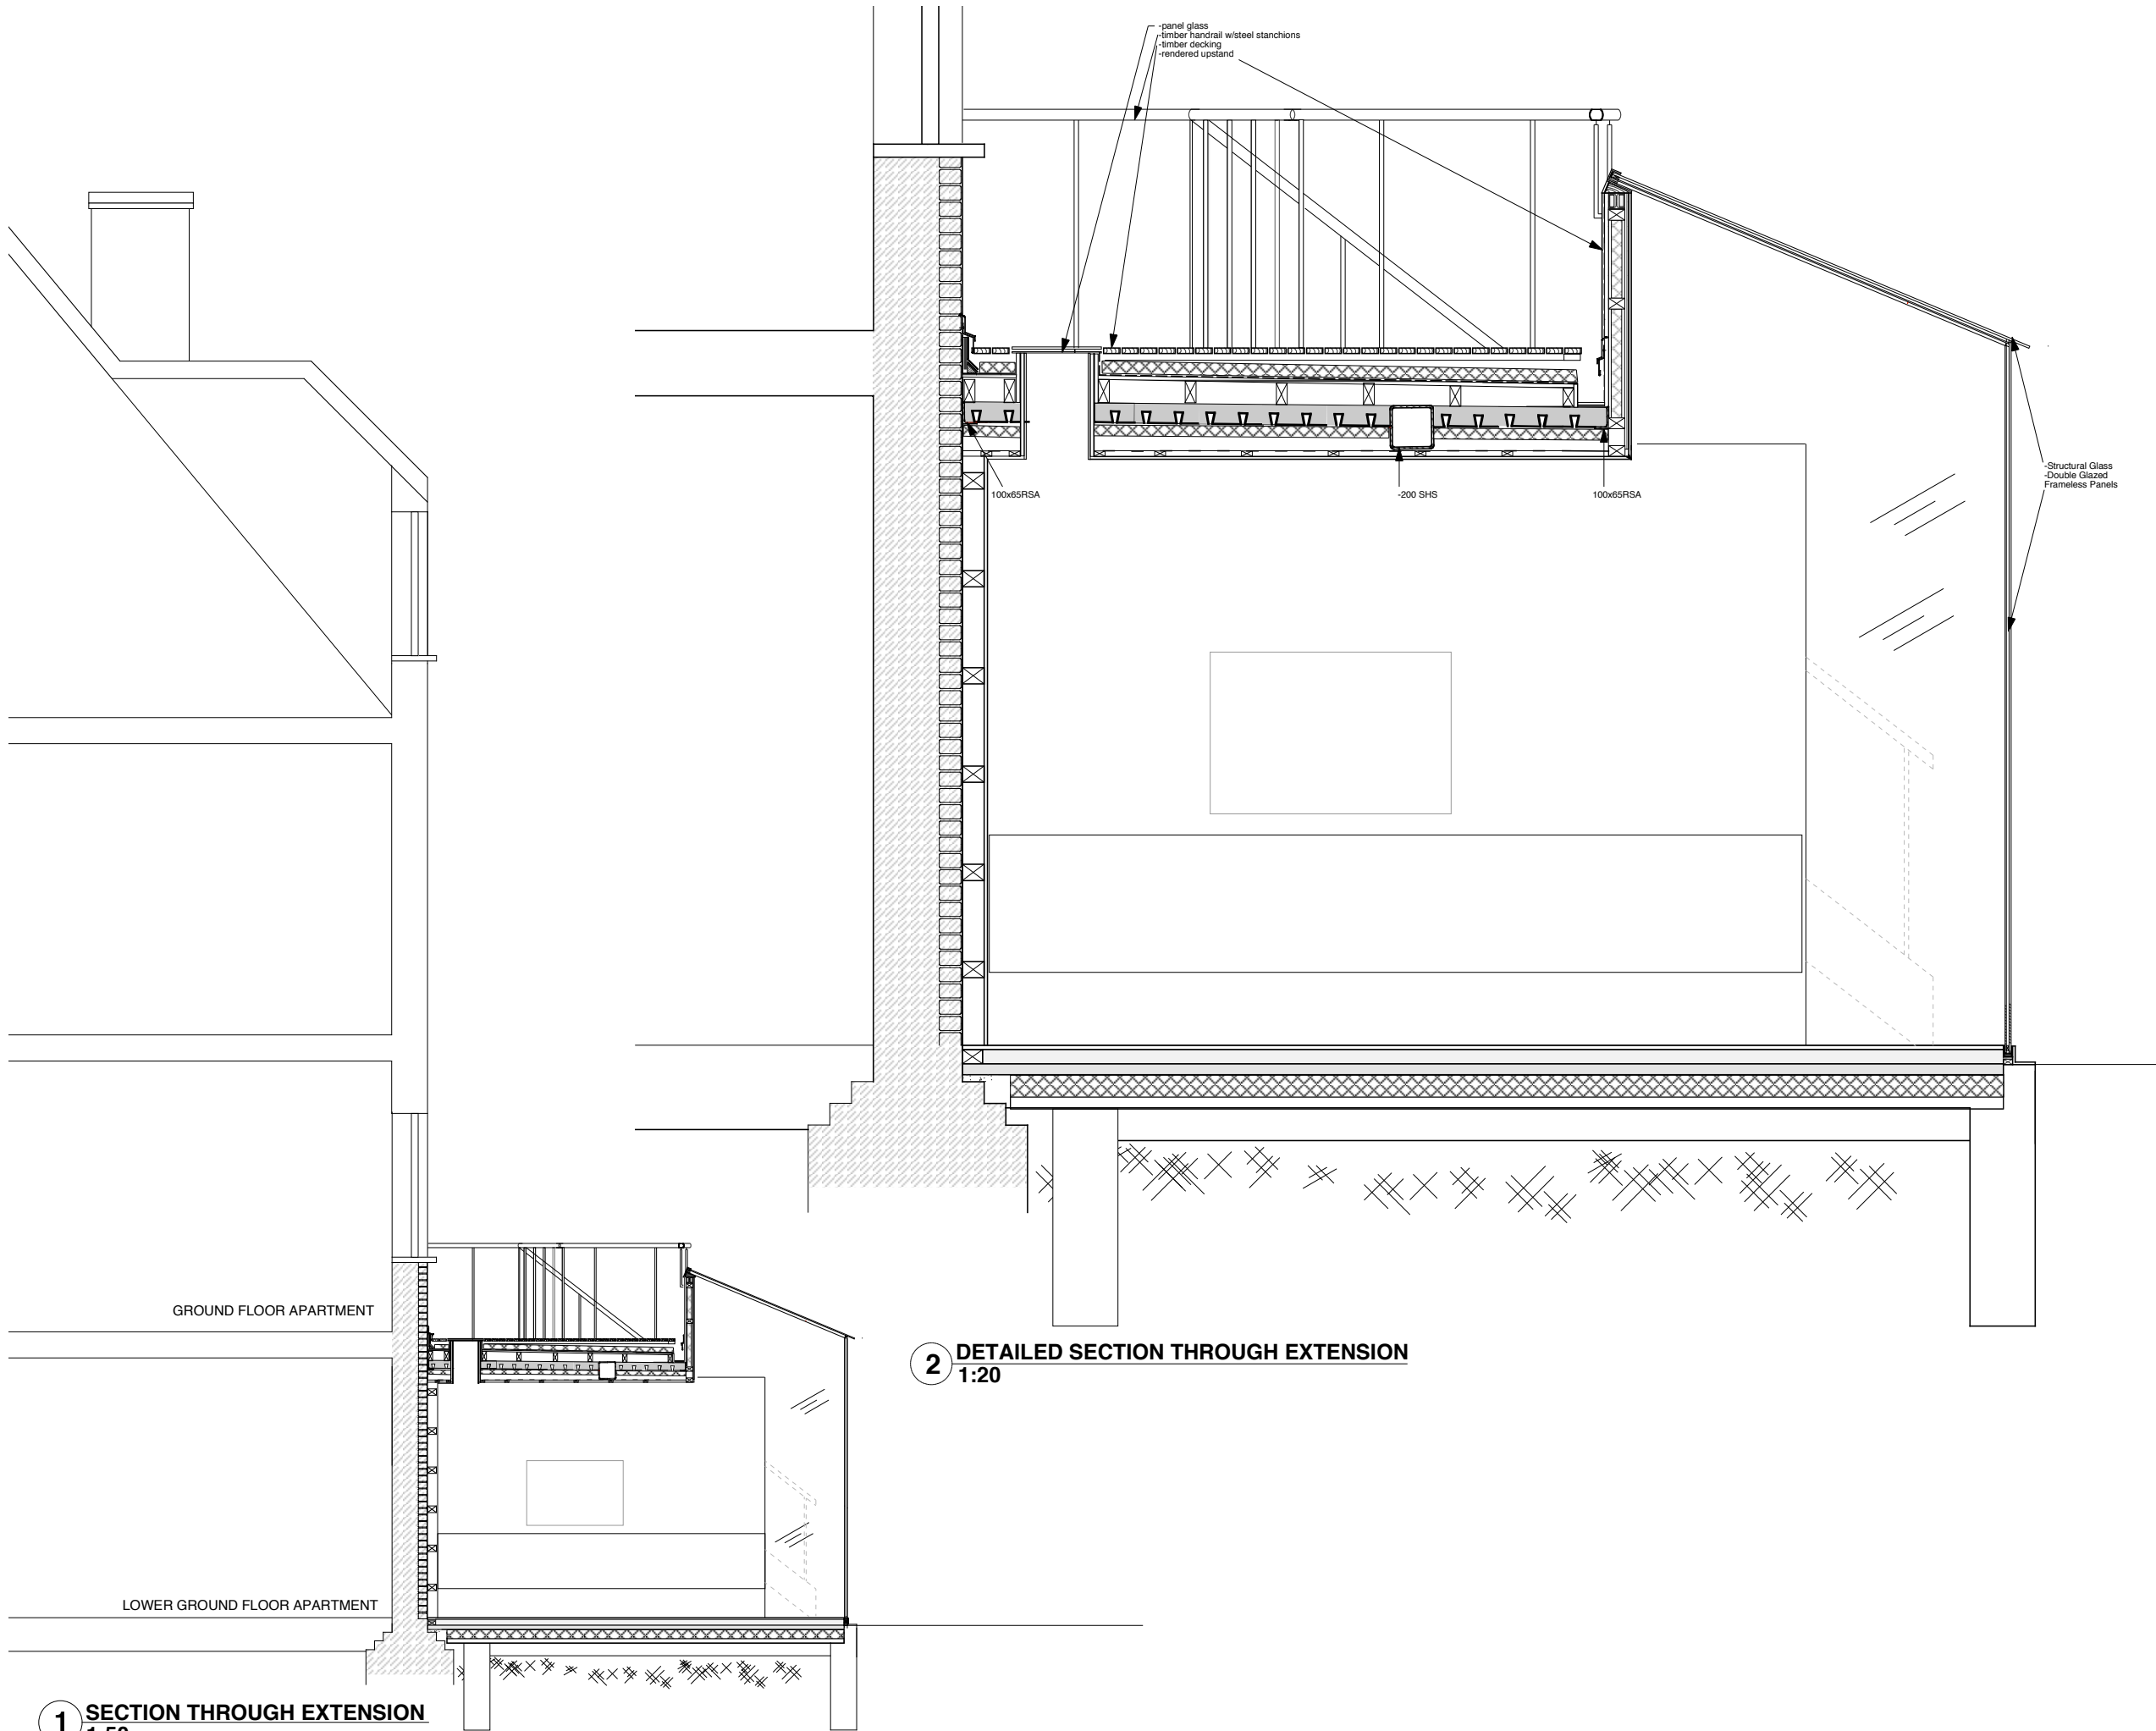 -panel glass
-timber handrail w/steel stanchions
-timber decking
-rendered upstand
100x65RSA
-200 SHS
100x65RSA
-Structural Glass
-Double Glazed
Frameless Panels
GROUND FLOOR APARTMENT
2 DETAILED SECTION THROUGH EXTENSION
1:20
LOWER GROUND FLOOR APARTMENT
1 SECTION THROUGH EXTENSION
1:50